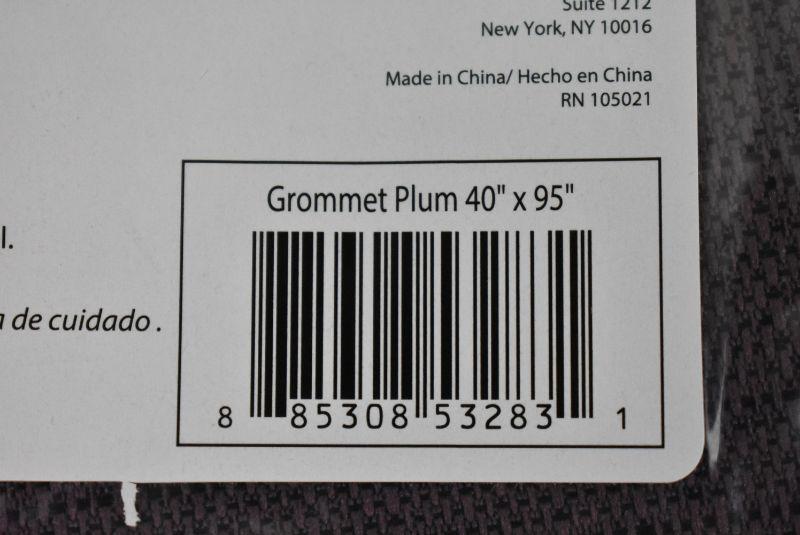 Suite 1212
New York, NY 10016
Made in China/ Hecho en China
RN 105021
l.
a de cuidado .
Grommet Plum 40" x 95"
8 85308 53283 1